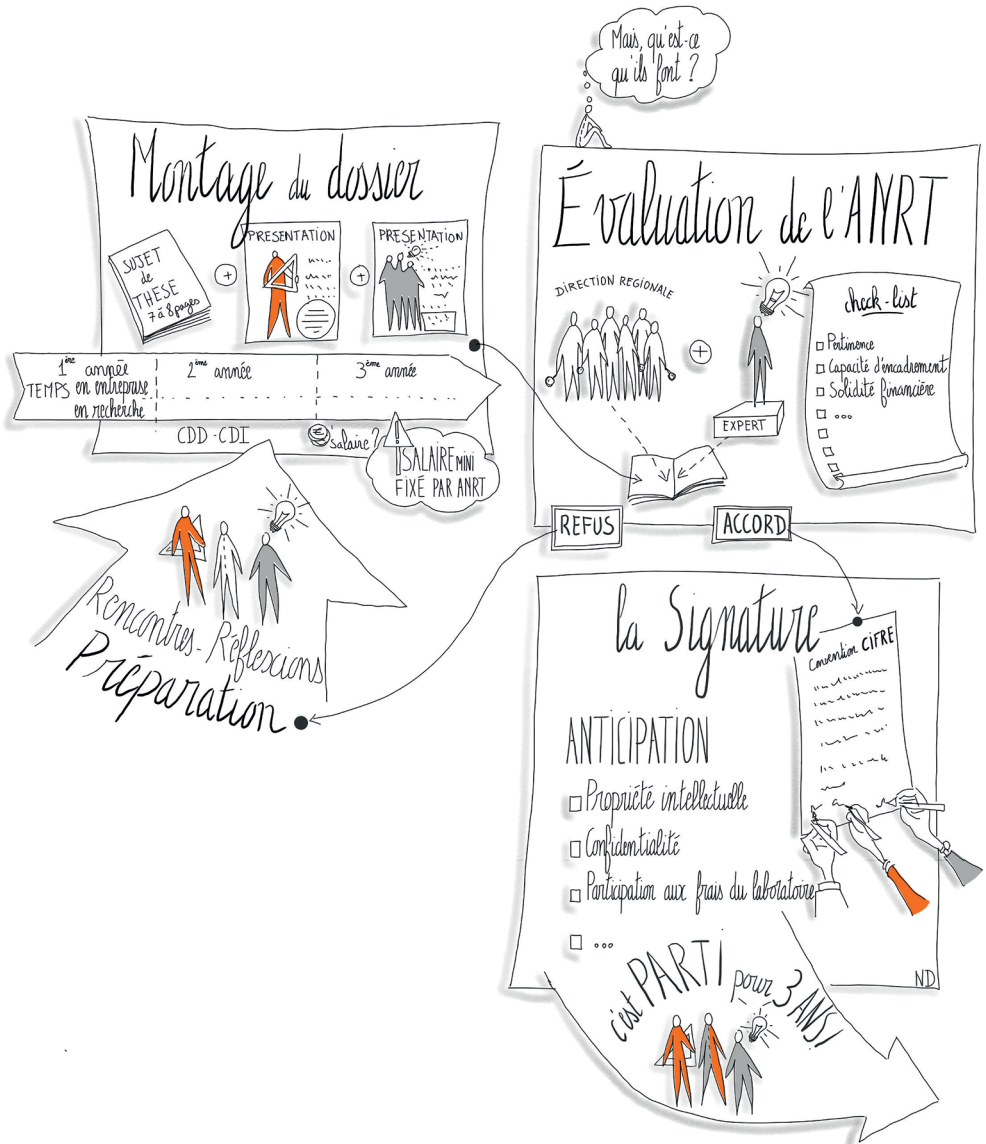 Mais, qu'est-ce
qu'ils font ?
Montage du dossier
SUJET
de
THESE
7 à 8 pages
+
PRESENTATION
+
PRESENTATION
1ère année
TEMPS en entreprise
en recherche
2ème année
3ème année
CDD - CDI
€
salaire ?
!
SALAIRE MINI
FIXÉ PAR ANRT
Rencontres - Réflexions
Préparation
Évaluation de l'ANRT
DIRECTION REGIONALE
+
EXPERT
check-list
Pertinence
Capacité d'encadrement
Solidité financière
...
REFUS
ACCORD
la Signature
Convention CIFRE
ANTICIPATION
Propriété intellectuelle
Confidentialité
Participation aux frais du laboratoire
...
c'est PARTI pour 3 ANS!
ND